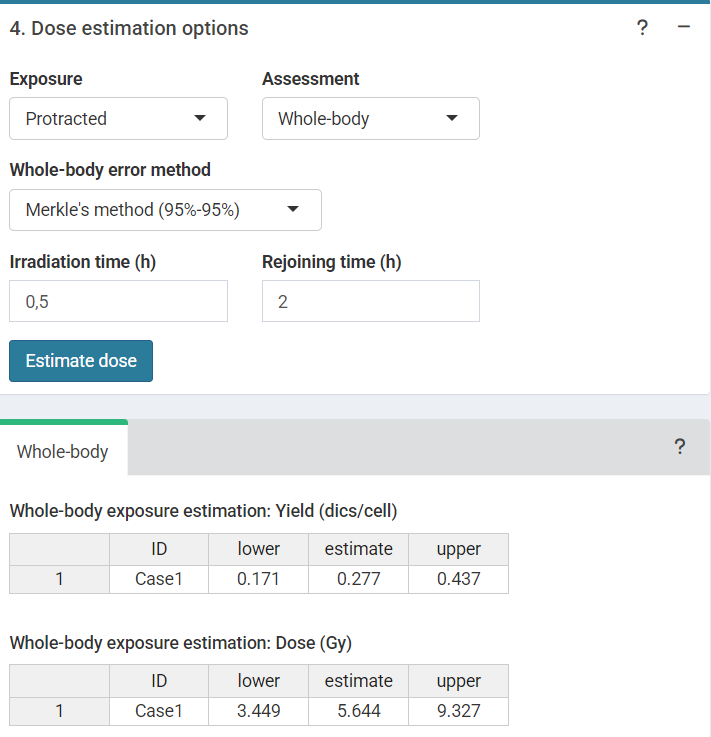 4. Dose estimation options ? −
Exposure Assessment
Protracted Whole-body
Whole-body error method
Merkle's method (95%-95%)
Irradiation time (h) Rejoining time (h)
0,5 2
Estimate dose
Whole-body ?
Whole-body exposure estimation: Yield (dics/cell)
ID lower estimate upper
1 Case1 0.171 0.277 0.437
Whole-body exposure estimation: Dose (Gy)
ID lower estimate upper
1 Case1 3.449 5.644 9.327